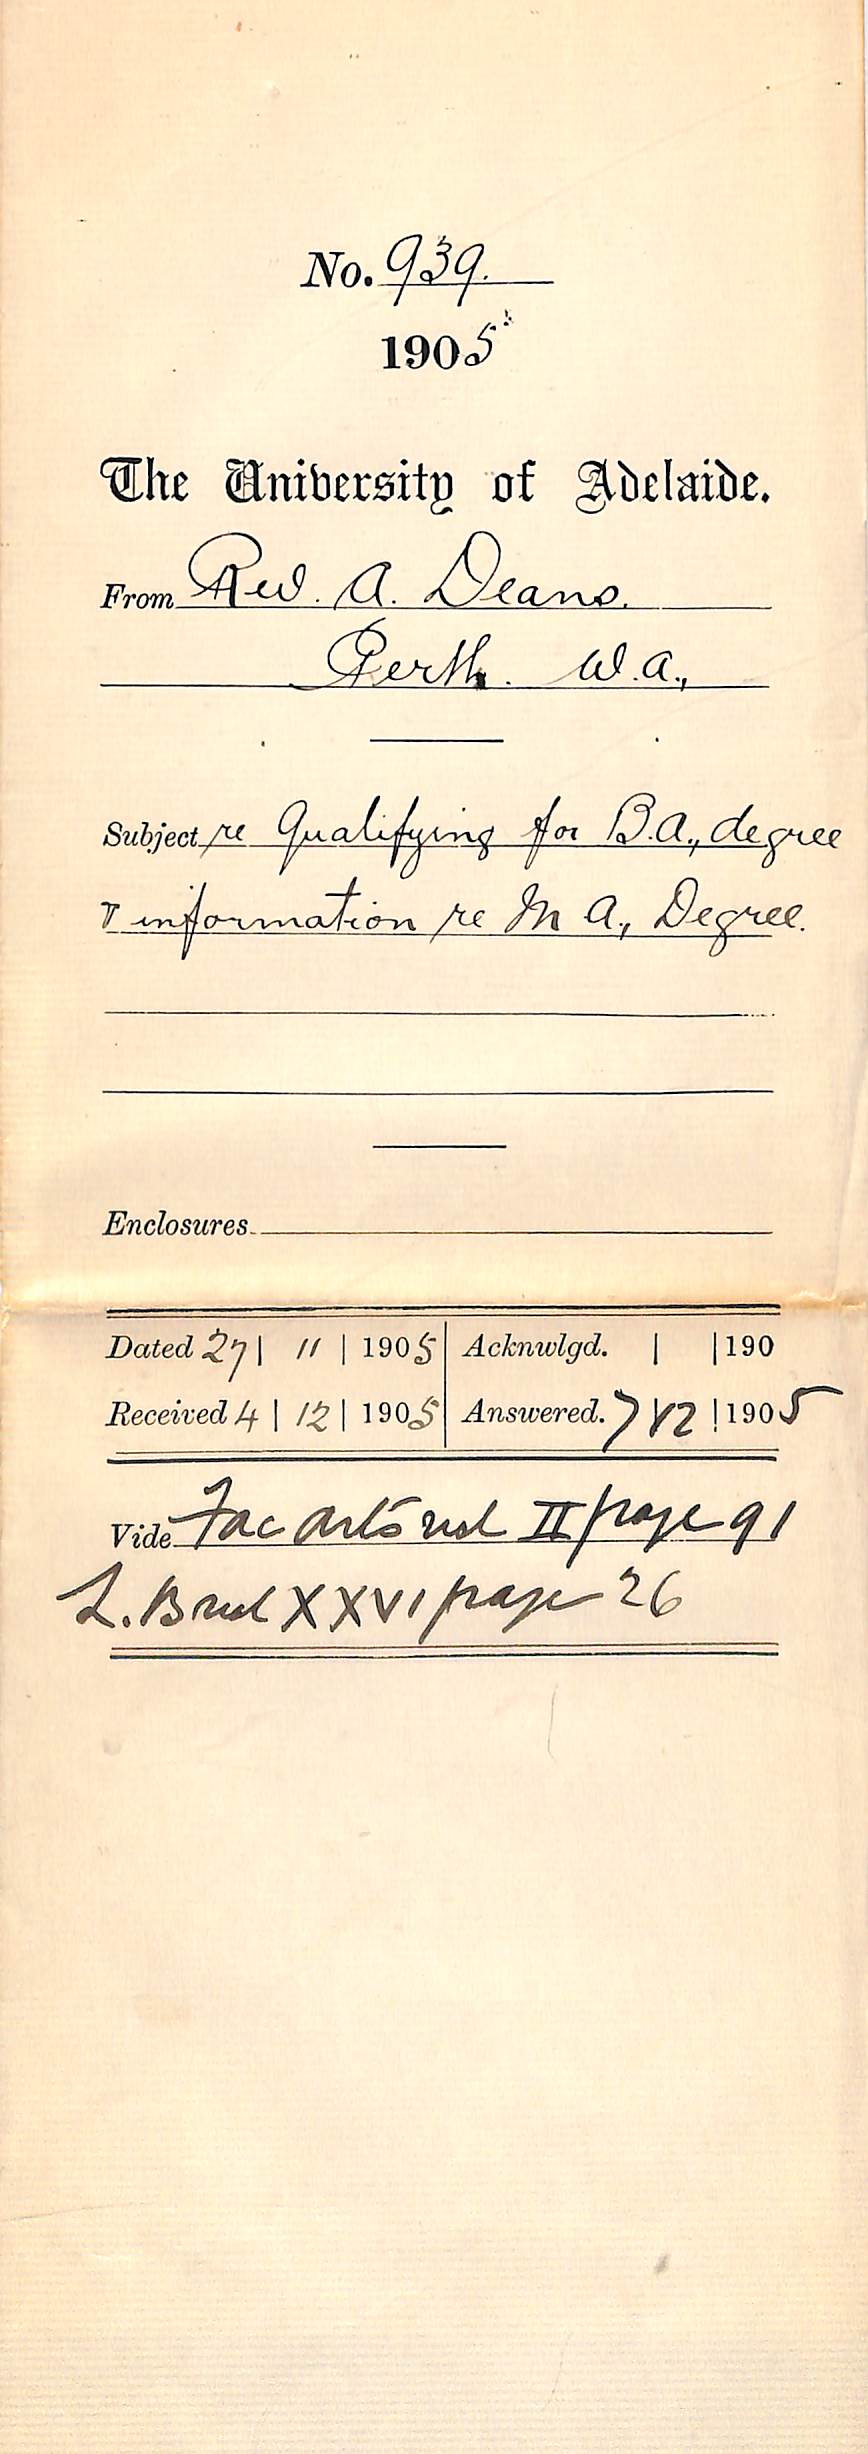 No. 939.
1905
The University of Adelaide.
From Rev. A. Deans.
Perth. W.A.,
Subject re Qualifying for B.A., degree
& information re M A., Degree.
Enclosures
Dated 27 | 11 | 1905 Acknwlgd. | | 190
Received 4 | 12 | 1905 Answered. 7 | 12 | 1905
Vide Fac Arts vol II page 91
L. B vol XXVI page 26